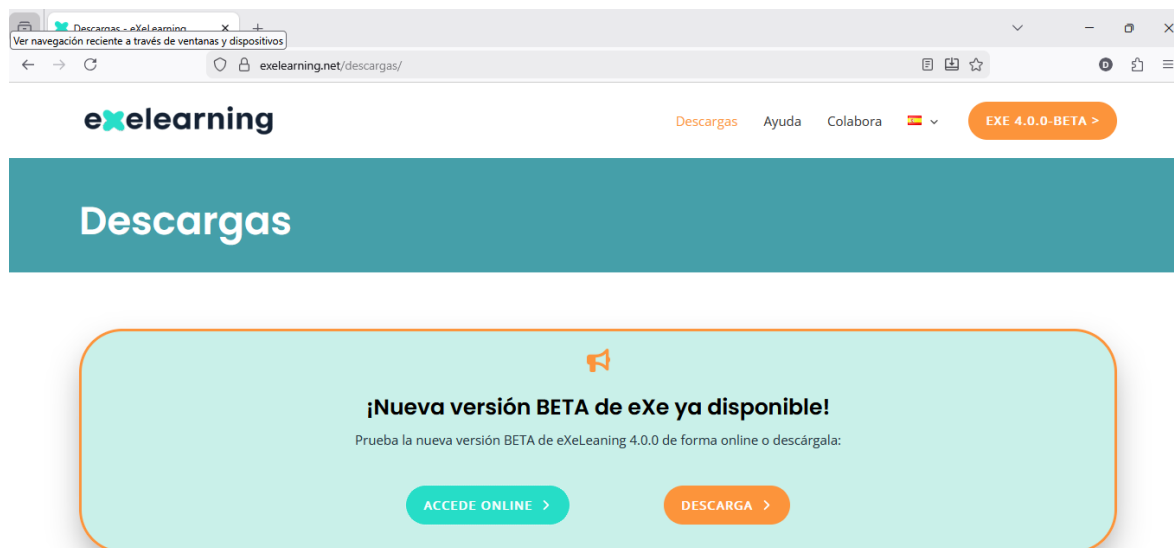 Descargas - eXeLearning
Ver navegación reciente a través de ventanas y dispositivos
exelearning.net/descargas/
exelearning
Descargas Ayuda Colabora EXE 4.0.0-BETA >
Descargas
¡Nueva versión BETA de eXe ya disponible!
Prueba la nueva versión BETA de eXeLeaning 4.0.0 de forma online o descárgala:
ACCEDE ONLINE > DESCARGA >